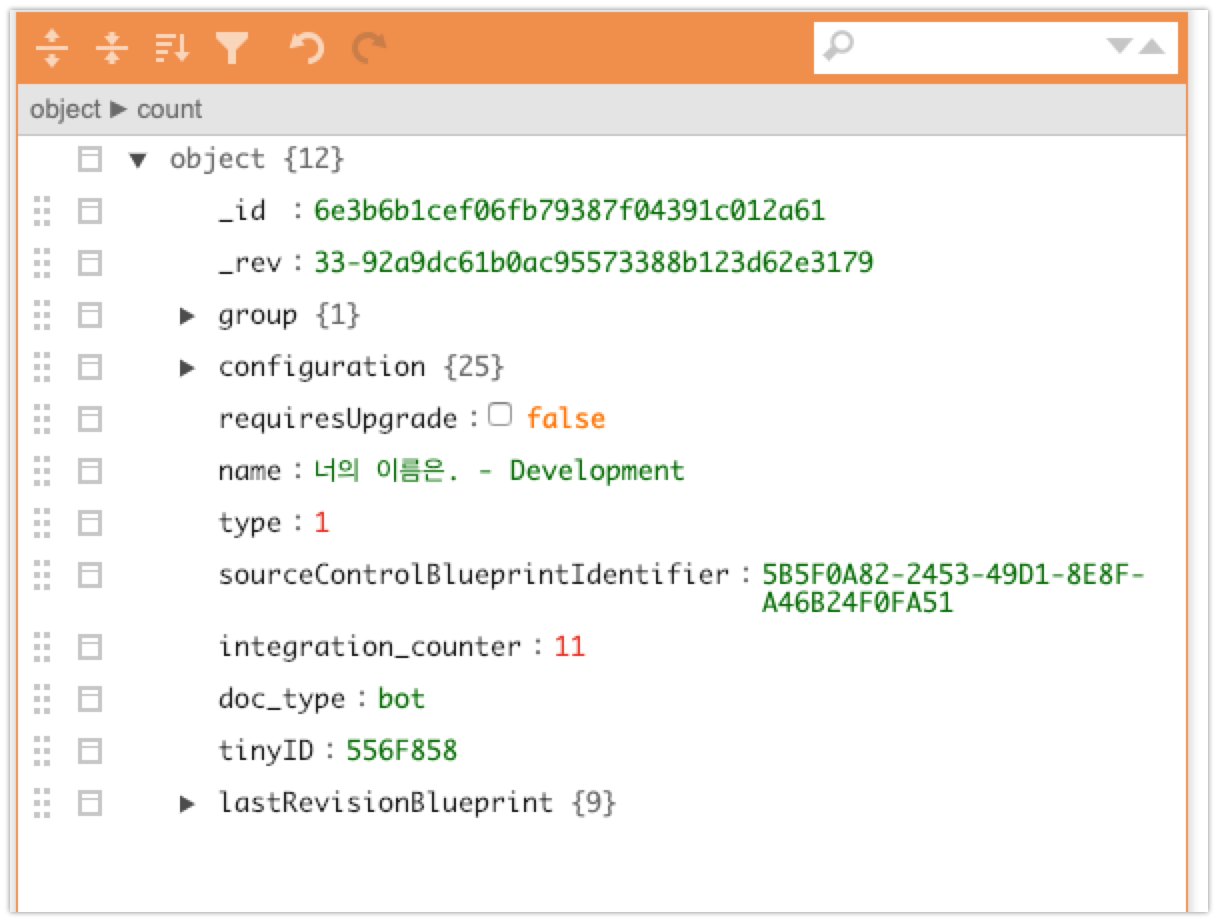 object ▶ count
object {12}
_id : 6e3b6b1cef06fb79387f04391c012a61
_rev : 33-92a9dc61b0ac95573388b123d62e3179
group {1}
configuration {25}
requiresUpgrade : false
name : 너의 이름은. - Development
type : 1
sourceControlBlueprintIdentifier : 5B5F0A82-2453-49D1-8E8F-
A46B24F0FA51
integration_counter : 11
doc_type : bot
tinyID : 556F858
lastRevisionBlueprint {9}